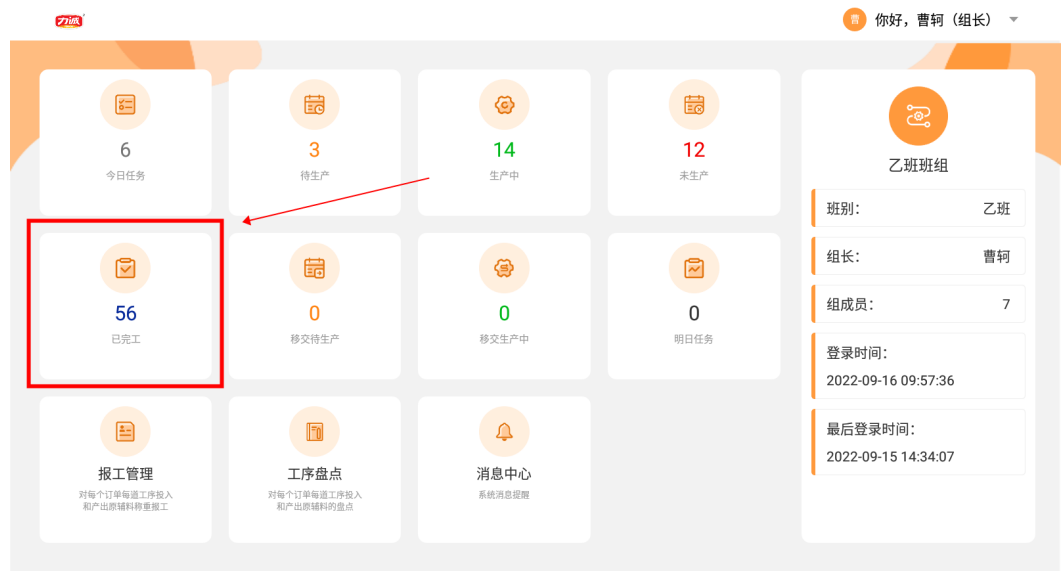 力诚
曹 你好，曹轲（组长）
6
今日任务
3
待生产
14
生产中
12
未生产
56
已完工
0
移交待生产
0
移交生产中
0
明日任务
报工管理
对每个订单每道工序投入
和产出原辅料称重报工
工序盘点
对每个订单每道工序投入
和产出原辅料的盘点
消息中心
系统消息提醒
乙班班组
班别： 乙班
组长： 曹轲
组成员： 7
登录时间：
2022-09-16 09:57:36
最后登录时间：
2022-09-15 14:34:07